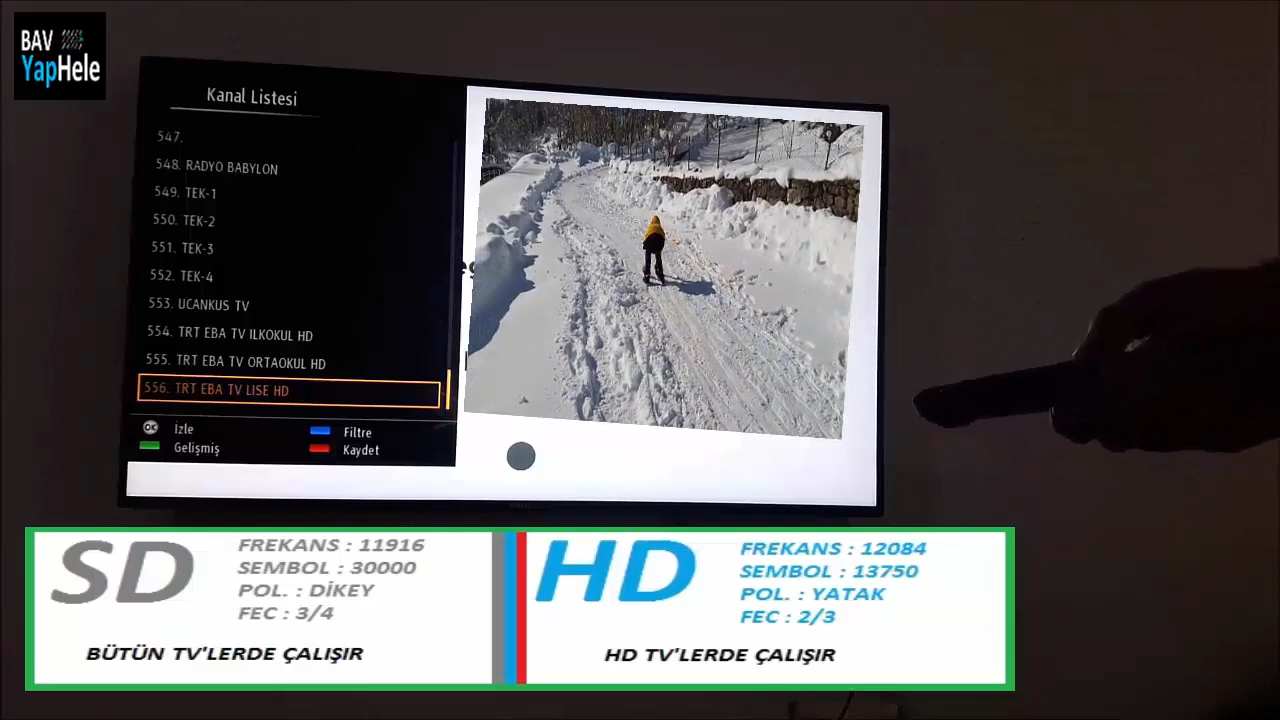 BAV
YapHele
Kanal Listesi
547.
548. RADYO BABYLON
549. TEK-1
550. TEK-2
551. TEK-3
552. TEK-4
553. UCANKUS TV
554. TRT EBA TV ILKOKUL HD
555. TRT EBA TV ORTAOKUL HD
556. TRT EBA TV LISE HD
OK İzle
Filtre
Gelişmiş
Kaydet
SD
FREKANS : 11916
SEMBOL : 30000
POL. : DİKEY
FEC : 3/4
BÜTÜN TV'LERDE ÇALIŞIR
HD
FREKANS : 12084
SEMBOL : 13750
POL. : YATAK
FEC : 2/3
HD TV'LERDE ÇALIŞIR